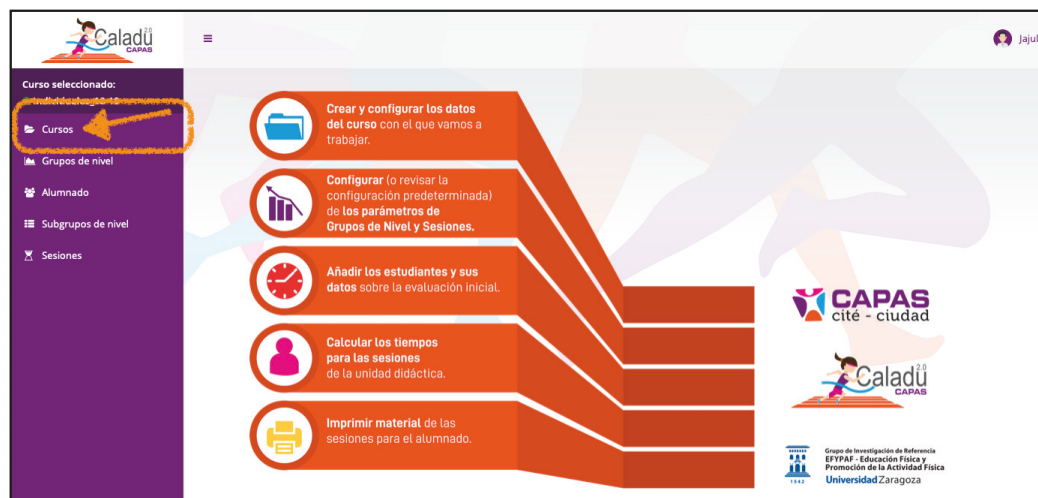 Caladū 2.0
CAPAS
Jajul
Curso seleccionado:
Cursos
Grupos de nivel
Alumnado
Subgrupos de nivel
Sesiones
Crear y configurar los datos
del curso con el que vamos a
trabajar.
Configurar (o revisar la
configuración predeterminada)
de los parámetros de
Grupos de Nivel y Sesiones.
Añadir los estudiantes y sus
datos sobre la evaluación inicial.
Calcular los tiempos
para las sesiones
de la unidad didáctica.
Imprimir material de las
sesiones para el alumnado.
CAPAS
cité - ciudad
Caladū 2.0
CAPAS
Grupo de Investigación de Referencia
EFYPAF - Educación Física y
Promoción de la Actividad Física
1542
Universidad Zaragoza